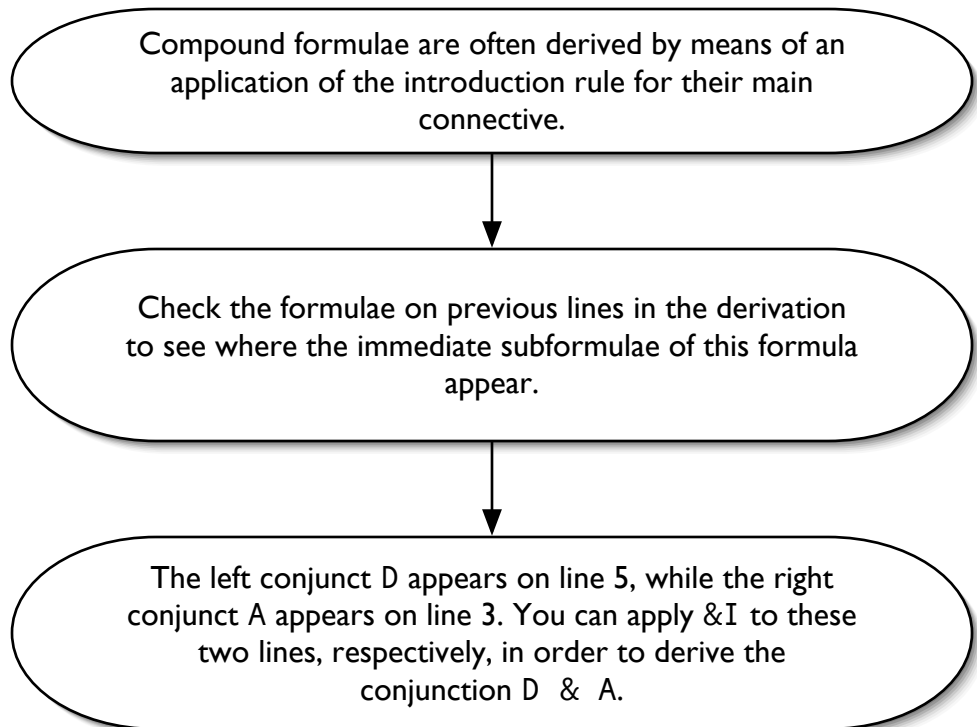 Compound formulae are often derived by means of an
application of the introduction rule for their main
connective.
Check the formulae on previous lines in the derivation
to see where the immediate subformulae of this formula
appear.
The left conjunct D appears on line 5, while the right
conjunct A appears on line 3. You can apply &I to these
two lines, respectively, in order to derive the
conjunction D & A.